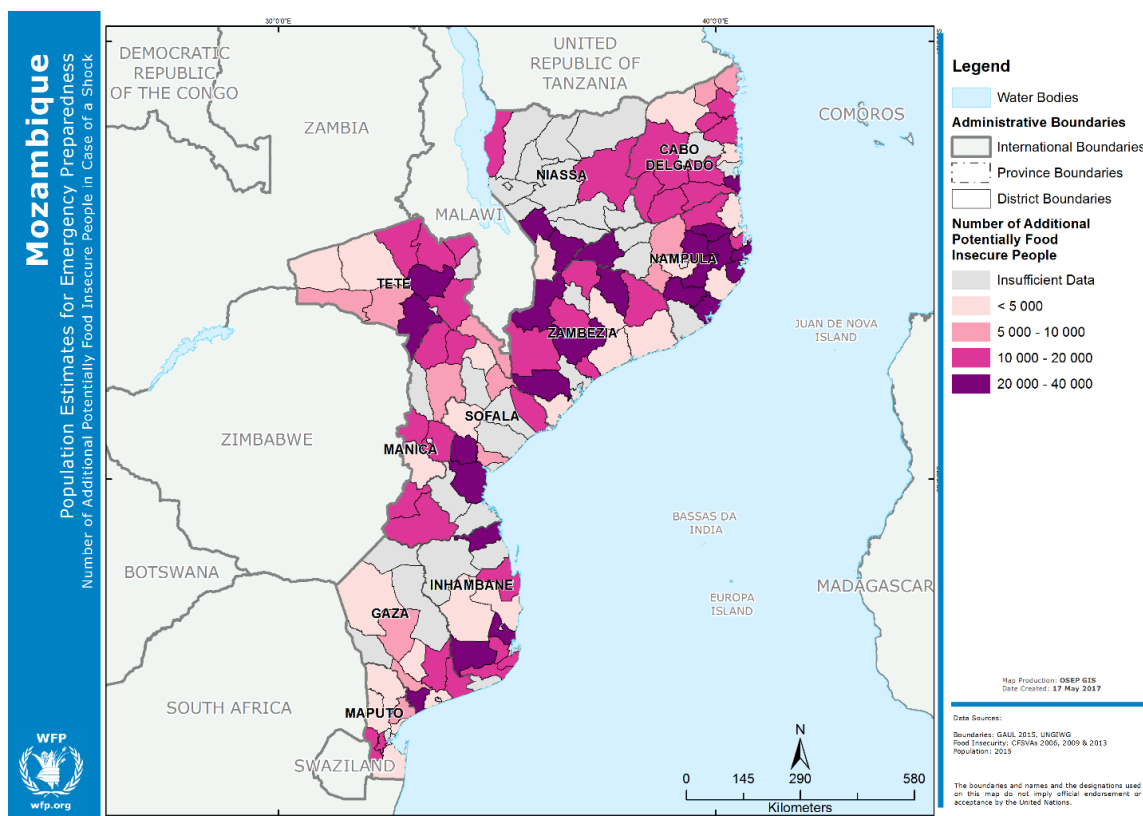 Mozambique
Population Estimates for Emergency Preparedness
Number of Additional Potentially Food Insecure People in Case of a Shock
WFP
wfp.org
30°0'0"E
40°0'0"E
DEMOCRATIC
REPUBLIC
OF THE CONGO
UNITED
REPUBLIC OF
TANZANIA
COMOROS
ZAMBIA
MALAWI
ZIMBABWE
BOTSWANA
SOUTH AFRICA
SWAZILAND
MADAGASCAR
JUAN DE NOVA
ISLAND
BASSAS DA
INDIA
EUROPA
ISLAND
CABO
DELGADO
NIASSA
NAMPULA
TETE
ZAMBEZIA
SOFALA
MANICA
INHAMBANE
GAZA
MAPUTO
N
0 145 290 580
Kilometers
Legend
Water Bodies
Administrative Boundaries
International Boundaries
Province Boundaries
District Boundaries
Number of Additional
Potentially Food
Insecure People
Insufficient Data
< 5 000
5 000 - 10 000
10 000 - 20 000
20 000 - 40 000
Map Production: OSEP GIS
Date Created: 17 May 2017
Data Sources:
Boundaries: GAUL 2015, UNGIWG
Food Insecurity: CFSVAs 2006, 2009 & 2013
Population: 2015
The boundaries and names and the designations used
on this map do not imply official endorsement or
acceptance by the United Nations.